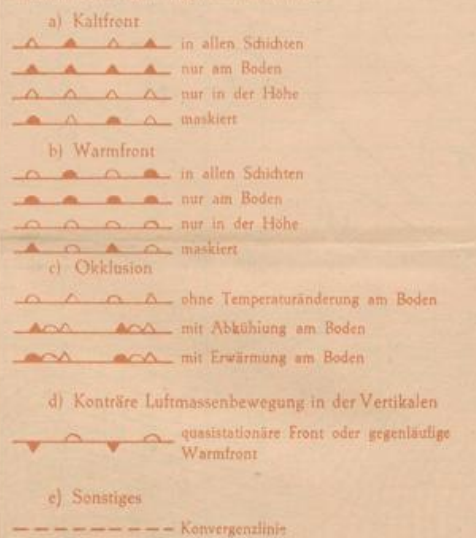 a) Kaltfront
in allen Schichten
nur am Boden
nur in der Höhe
maskiert
b) Warmfront
in allen Schichten
nur am Boden
nur in der Höhe
maskiert
c) Okklusion
ohne Temperaturänderung am Boden
mit Abkühlung am Boden
mit Erwärmung am Boden
d) Konträre Luftmassenbewegung in der Vertikalen
quasistationäre Front oder gegenläufige
Warmfront
e) Sonstiges
Konvergenzlinie